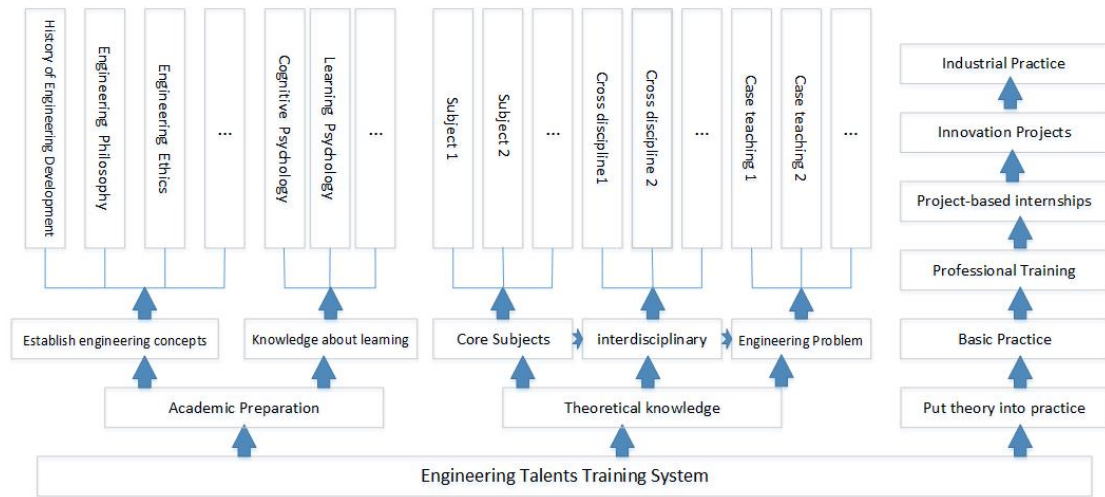 History of Engineering Development
Engineering Philosophy
Engineering Ethics
...
Cognitive Psychology
Learning Psychology
...
Subject 1
Subject 2
...
Cross discipline1
Cross discipline 2
...
Case teaching 1
Case teaching 2
...
Industrial Practice
Innovation Projects
Project-based internships
Professional Training
Establish engineering concepts
Knowledge about learning
Core Subjects
interdisciplinary
Engineering Problem
Basic Practice
Academic Preparation
Theoretical knowledge
Put theory into practice
Engineering Talents Training System